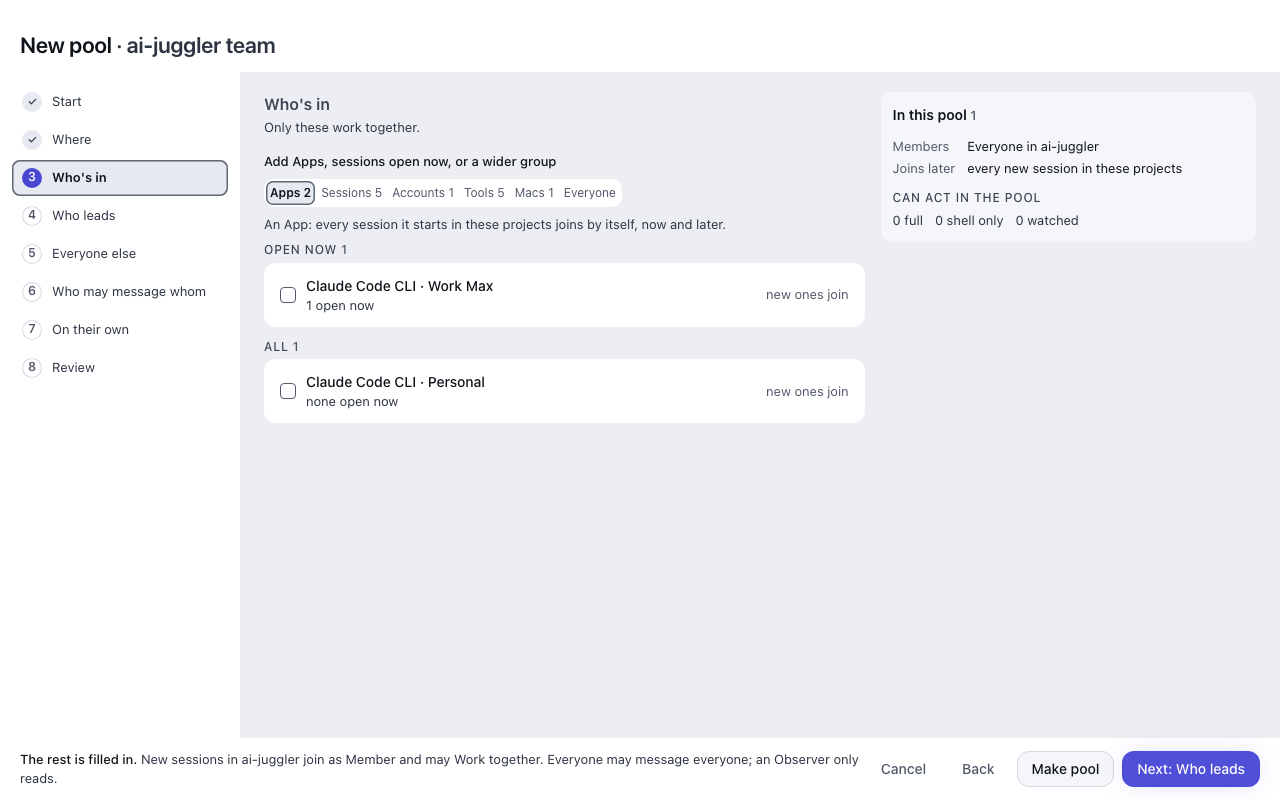 New pool · ai-juggler team
Start
Where
3 Who's in
4 Who leads
5 Everyone else
6 Who may message whom
7 On their own
8 Review
Who's in
Only these work together.
Add Apps, sessions open now, or a wider group
Apps 2 Sessions 5 Accounts 1 Tools 5 Macs 1 Everyone
An App: every session it starts in these projects joins by itself, now and later.
OPEN NOW 1
Claude Code CLI · Work Max
1 open now
new ones join
ALL 1
Claude Code CLI · Personal
none open now
new ones join
In this pool 1
Members Everyone in ai-juggler
Joins later every new session in these projects
CAN ACT IN THE POOL
0 full 0 shell only 0 watched
The rest is filled in. New sessions in ai-juggler join as Member and may Work together. Everyone may message everyone; an Observer only
reads.
Cancel Back Make pool Next: Who leads